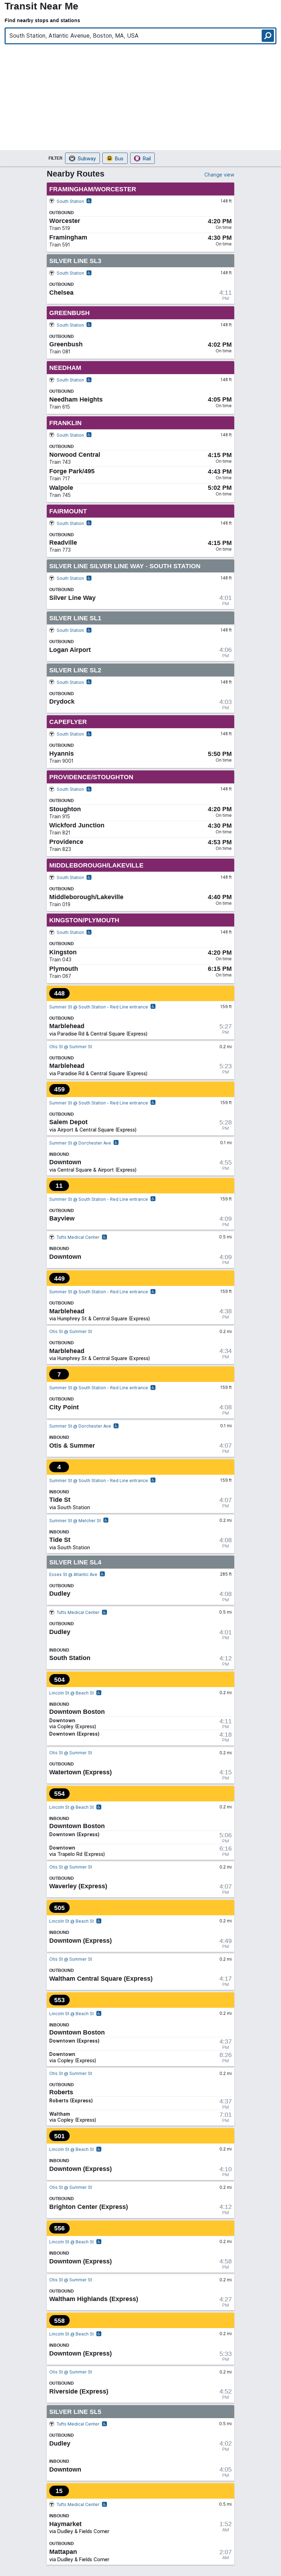 Transit Near Me
Find nearby stops and stations
South Station, Atlantic Avenue, Boston, MA, USA
FILTER Subway Bus Rail
Nearby Routes Change view
FRAMINGHAM/WORCESTER
South Station 148 ft
OUTBOUND
Worcester 4:20 PM
Train 519 On time
Framingham 4:30 PM
Train 591 On time
SILVER LINE SL3
South Station 148 ft
OUTBOUND
Chelsea 4:11
PM
GREENBUSH
South Station 148 ft
OUTBOUND
Greenbush 4:02 PM
Train 081 On time
NEEDHAM
South Station 148 ft
OUTBOUND
Needham Heights 4:05 PM
Train 615 On time
FRANKLIN
South Station 148 ft
OUTBOUND
Norwood Central 4:15 PM
Train 743 On time
Forge Park/495 4:43 PM
Train 717 On time
Walpole 5:02 PM
Train 745 On time
FAIRMOUNT
South Station 148 ft
OUTBOUND
Readville 4:15 PM
Train 773 On time
SILVER LINE SILVER LINE WAY - SOUTH STATION
South Station 148 ft
OUTBOUND
Silver Line Way 4:01
PM
SILVER LINE SL1
South Station 148 ft
OUTBOUND
Logan Airport 4:06
PM
SILVER LINE SL2
South Station 148 ft
OUTBOUND
Drydock 4:03
PM
CAPEFLYER
South Station 148 ft
OUTBOUND
Hyannis 5:50 PM
Train 9001 On time
PROVIDENCE/STOUGHTON
South Station 148 ft
OUTBOUND
Stoughton 4:20 PM
Train 915 On time
Wickford Junction 4:30 PM
Train 821 On time
Providence 4:53 PM
Train 823 On time
MIDDLEBOROUGH/LAKEVILLE
South Station 148 ft
OUTBOUND
Middleborough/Lakeville 4:40 PM
Train 019 On time
KINGSTON/PLYMOUTH
South Station 148 ft
OUTBOUND
Kingston 4:20 PM
Train 043 On time
Plymouth 6:15 PM
Train 067 On time
448
Summer St @ South Station - Red Line entrance 159 ft
OUTBOUND
Marblehead 5:27
via Paradise Rd & Central Square (Express) PM
Otis St @ Summer St 0.2 mi
OUTBOUND
Marblehead 5:23
via Paradise Rd & Central Square (Express) PM
459
Summer St @ South Station - Red Line entrance 159 ft
OUTBOUND
Salem Depot 5:28
via Airport & Central Square (Express) PM
Summer St @ Dorchester Ave 0.1 mi
INBOUND
Downtown 4:55
via Central Square & Airport (Express) PM
11
Summer St @ South Station - Red Line entrance 159 ft
OUTBOUND
Bayview 4:09
PM
Tufts Medical Center 0.5 mi
INBOUND
Downtown 4:09
PM
449
Summer St @ South Station - Red Line entrance 159 ft
OUTBOUND
Marblehead 4:38
via Humphrey St & Central Square (Express) PM
Otis St @ Summer St 0.2 mi
OUTBOUND
Marblehead 4:34
via Humphrey St & Central Square (Express) PM
7
Summer St @ South Station - Red Line entrance 159 ft
OUTBOUND
City Point 4:08
PM
Summer St @ Dorchester Ave 0.1 mi
INBOUND
Otis & Summer 4:07
PM
4
Summer St @ South Station - Red Line entrance 159 ft
INBOUND
Tide St 4:07
via South Station PM
Summer St @ Melcher St 0.2 mi
INBOUND
Tide St 4:08
via South Station PM
SILVER LINE SL4
Essex St @ Atlantic Ave 285 ft
OUTBOUND
Dudley 4:08
PM
Tufts Medical Center 0.5 mi
OUTBOUND
Dudley 4:01
PM
INBOUND
South Station 4:12
PM
504
Lincoln St @ Beach St 0.2 mi
INBOUND
Downtown Boston
Downtown 4:11
via Copley (Express) PM
Downtown (Express) 4:18
PM
Otis St @ Summer St 0.2 mi
OUTBOUND
Watertown (Express) 4:15
PM
554
Lincoln St @ Beach St 0.2 mi
INBOUND
Downtown Boston
Downtown (Express) 5:06
PM
Downtown 6:16
via Trapelo Rd (Express) PM
Otis St @ Summer St 0.2 mi
OUTBOUND
Waverley (Express) 4:07
PM
505
Lincoln St @ Beach St 0.2 mi
INBOUND
Downtown (Express) 4:49
PM
Otis St @ Summer St 0.2 mi
OUTBOUND
Waltham Central Square (Express) 4:17
PM
553
Lincoln St @ Beach St 0.2 mi
INBOUND
Downtown Boston
Downtown (Express) 4:37
PM
Downtown 8:26
via Copley (Express) PM
Otis St @ Summer St 0.2 mi
OUTBOUND
Roberts
Roberts (Express) 4:37
PM
Waltham 7:01
via Copley (Express) PM
501
Lincoln St @ Beach St 0.2 mi
INBOUND
Downtown (Express) 4:10
PM
Otis St @ Summer St 0.2 mi
OUTBOUND
Brighton Center (Express) 4:12
PM
556
Lincoln St @ Beach St 0.2 mi
INBOUND
Downtown (Express) 4:58
PM
Otis St @ Summer St 0.2 mi
OUTBOUND
Waltham Highlands (Express) 4:27
PM
558
Lincoln St @ Beach St 0.2 mi
INBOUND
Downtown (Express) 5:33
PM
Otis St @ Summer St 0.2 mi
OUTBOUND
Riverside (Express) 4:52
PM
SILVER LINE SL5
Tufts Medical Center 0.5 mi
OUTBOUND
Dudley 4:02
PM
INBOUND
Downtown 4:05
PM
15
Tufts Medical Center 0.5 mi
INBOUND
Haymarket 1:52
via Dudley & Fields Corner AM
OUTBOUND
Mattapan 2:07
via Dudley & Fields Corner AM